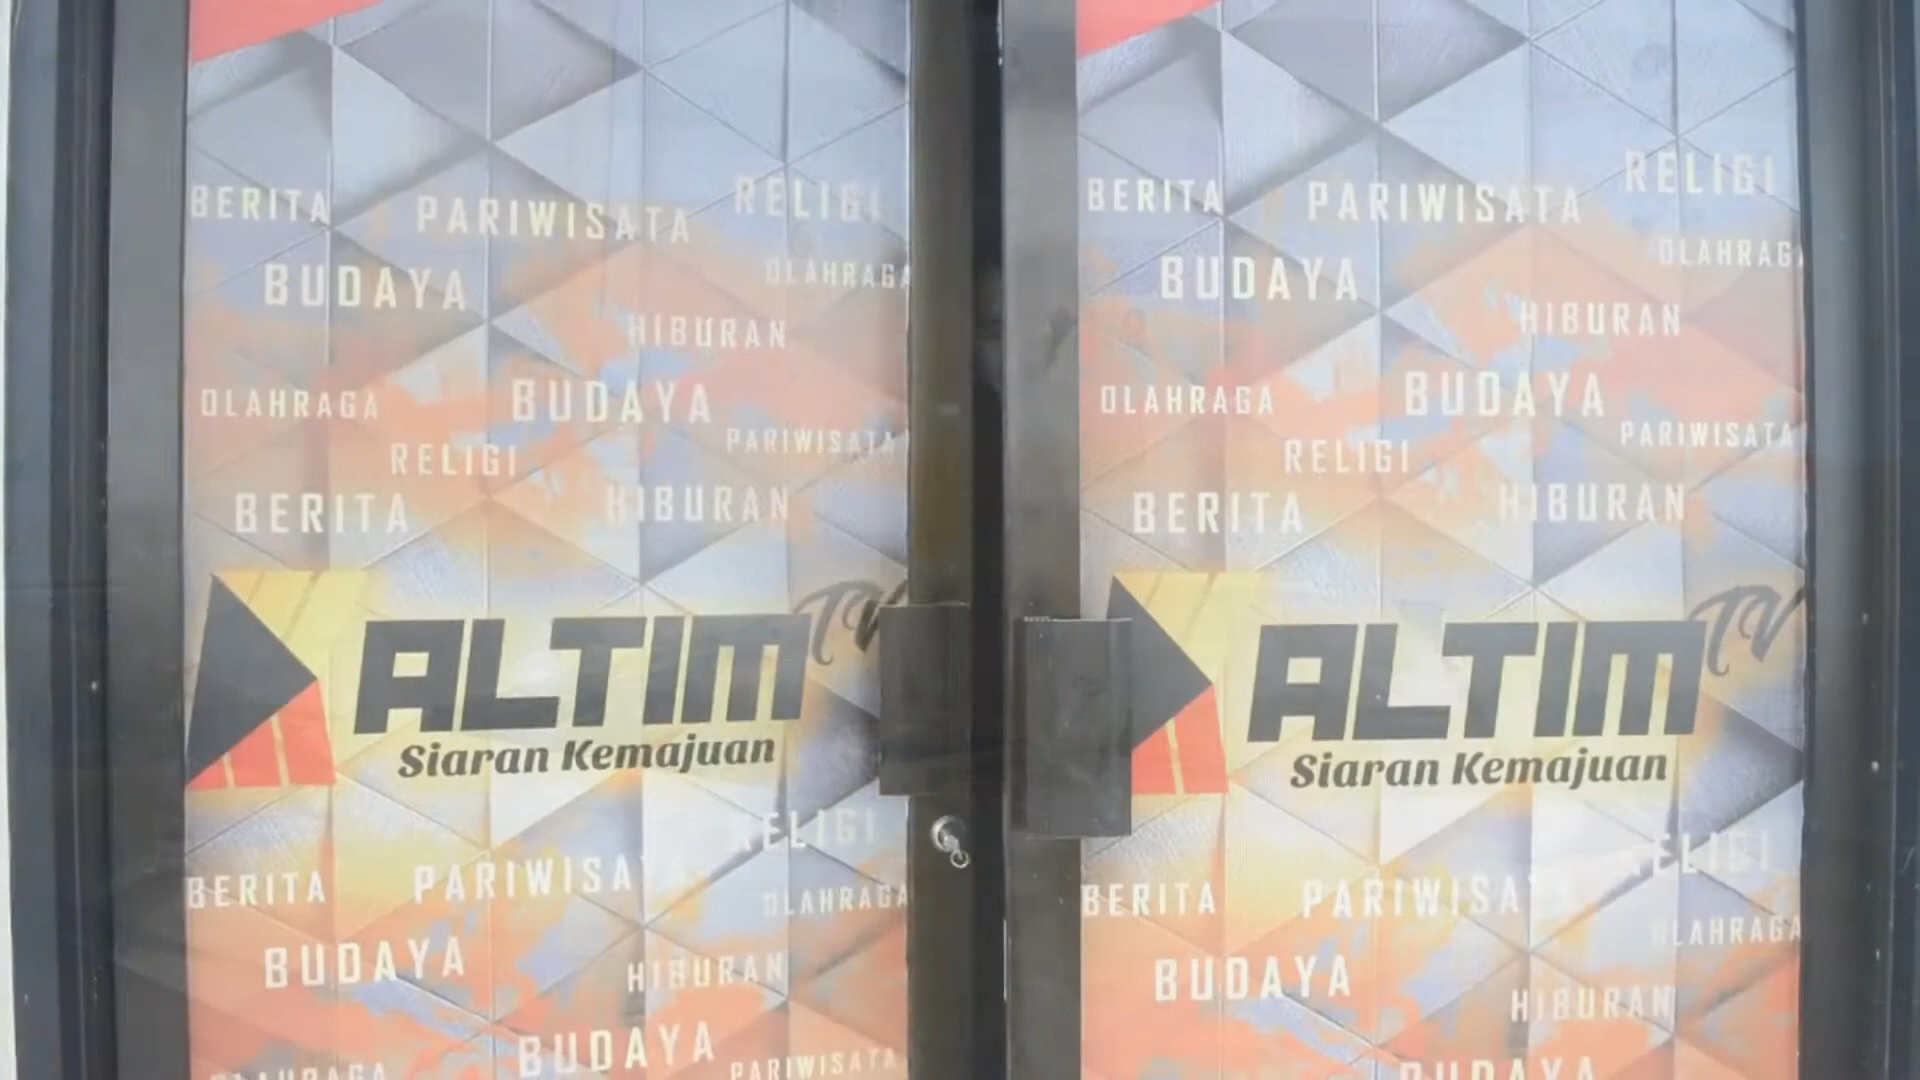 BERITA PARIWISATA RELIGI
BUDAYA OLAHRAGA
HIBURAN
OLAHRAGA BUDAYA
RELIGI PARIWISATA
BERITA HIBURAN
ALTIM TV
Siaran Kemajuan
RELIGI
BERITA PARIWISATA
OLAHRAGA
BUDAYA HIBURAN
BUDAYA
OLAHRAGA PARIWISATA
BERITA PARIWISATA RELIGI
BUDAYA OLAHRAGA
HIBURAN
OLAHRAGA BUDAYA
RELIGI PARIWISATA
BERITA HIBURAN
ALTIM TV
Siaran Kemajuan
RELIGI
BERITA PARIWISATA
OLAHRAGA
BUDAYA HIBURAN
BUDAYA